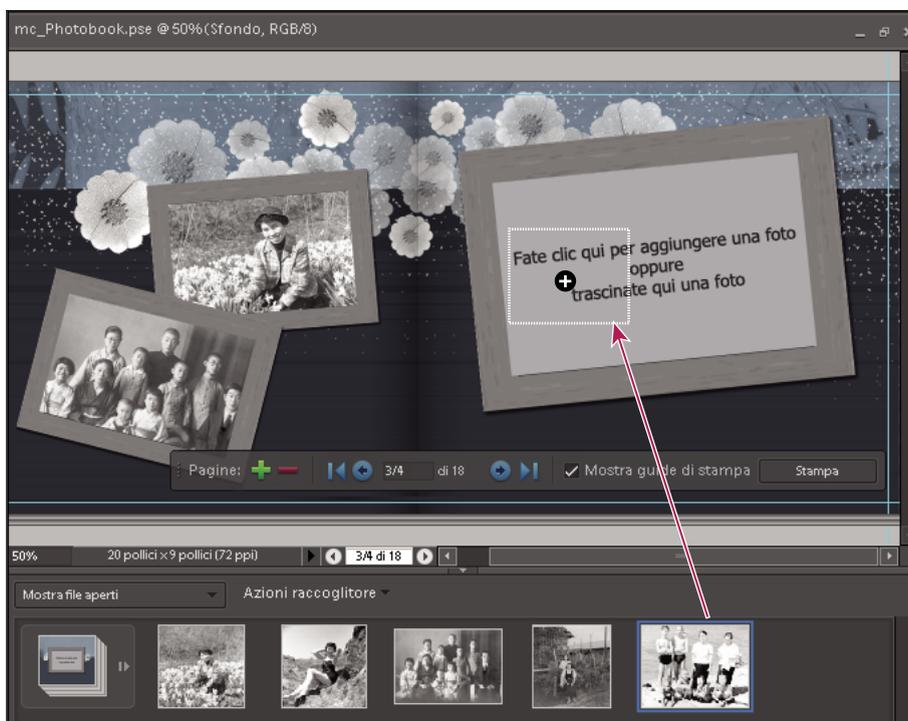 mc_Photobook.pse @ 50% (Sfondo, RGB/8)
Fate clic qui per aggiungere una foto
oppure
trascinate qui una foto
Pagine: 3/4 di 18 Mostra guide di stampa Stampa
50% 20 pollici x 9 pollici (72 ppi) 3/4 di 18
Mostra file aperti Azioni raccoglitore